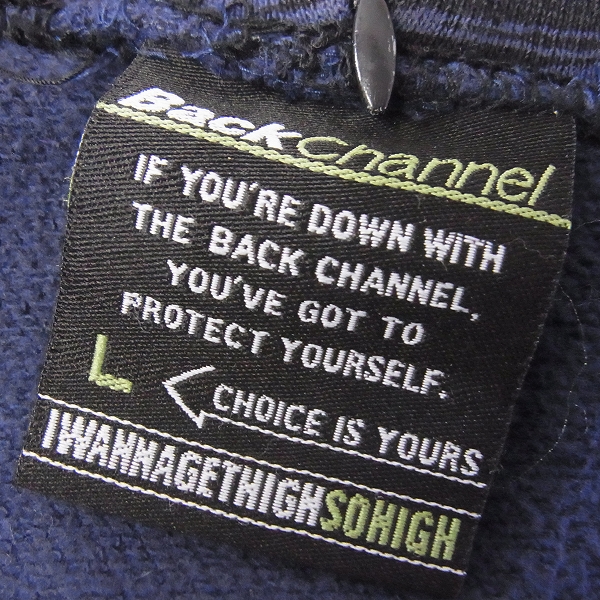 BackChannel
IF YOU'RE DOWN WITH
THE BACK CHANNEL,
YOU'VE GOT TO
PROTECT YOURSELF.
L CHOICE IS YOURS
IWANNAGETHIGHSOHIGH